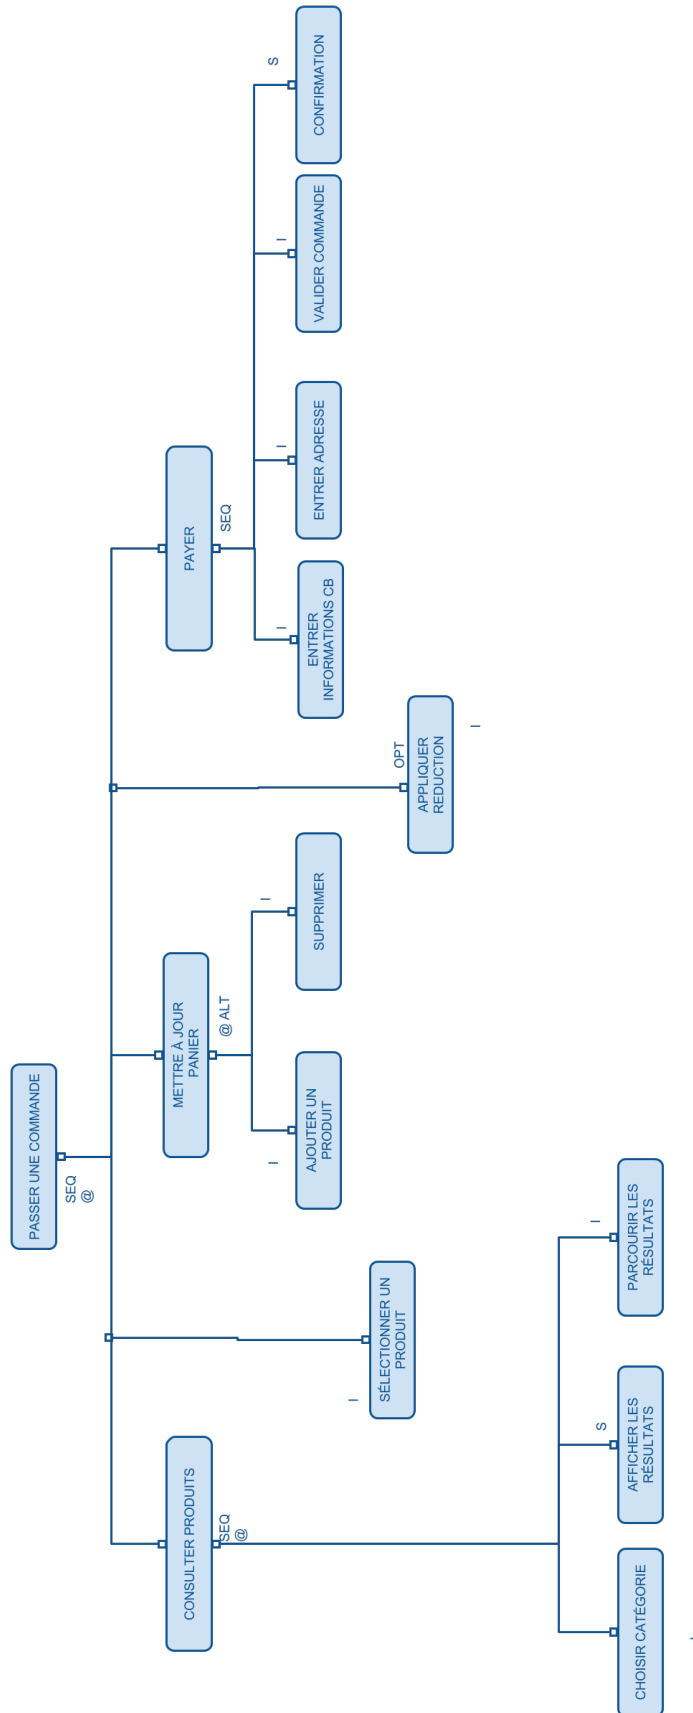 PASSER UNE COMMANDE
SEQ
@
CONSULTER PRODUITS
SEQ
@
CHOISIR CATÉGORIE
I
AFFICHER LES
RÉSULTATS
S
PARCOURIR LES
RÉSULTATS
I
SÉLECTIONNER UN
PRODUIT
I
METTRE À JOUR
PANIER
@ ALT
AJOUTER UN
PRODUIT
I
SUPPRIMER
I
OPT
APPLIQUER
REDUCTION
I
PAYER
SEQ
ENTRER
INFORMATIONS CB
I
ENTRER ADRESSE
I
VALIDER COMMANDE
I
CONFIRMATION
S